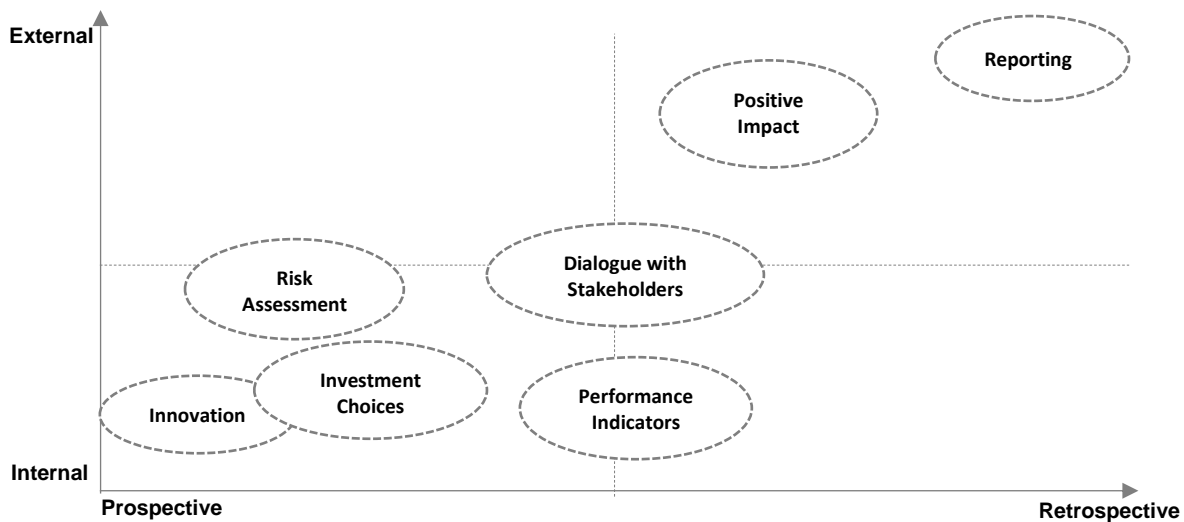 External
Reporting
Positive
Impact
Dialogue with
Stakeholders
Risk
Assessment
Investment
Choices
Performance
Indicators
Innovation
Internal
Prospective
Retrospective